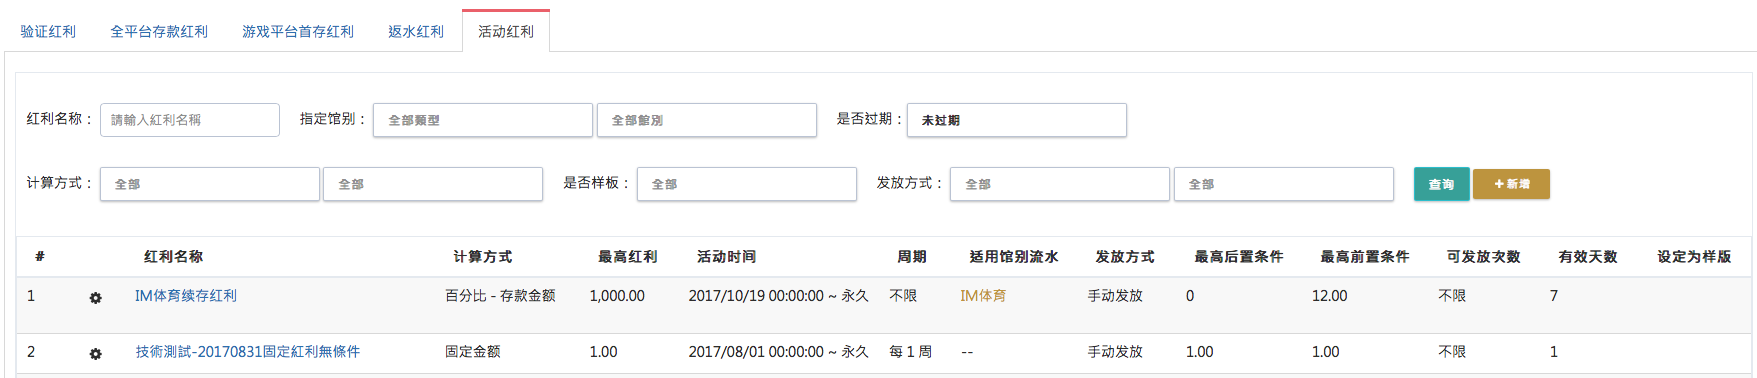 验证红利 全平台存款红利 游戏平台首存红利 返水红利 活动红利
红利名称： 請輸入紅利名稱 指定馆别： 全部類型 全部館別 是否过期： 未过期
计算方式： 全部 全部 是否样板： 全部 发放方式： 全部 全部 查询 新增
# 红利名称 计算方式 最高红利 活动时间 周期 适用馆别流水 发放方式 最高后置条件 最高前置条件 可发放次数 有效天数 设定为样版
1 IM体育续存红利 百分比 - 存款金额 1,000.00 2017/10/19 00:00:00 ~ 永久 不限 IM体育 手动发放 0 12.00 不限 7
2 技術測試-20170831固定紅利無條件 固定金额 1.00 2017/08/01 00:00:00 ~ 永久 每 1 周 -- 手动发放 1.00 1.00 不限 1